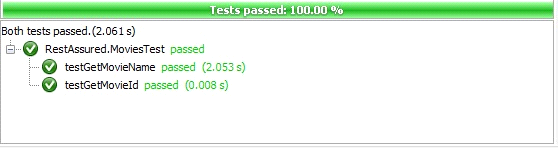 Tests passed: 100.00 %
Both tests passed.(2.061 s)
RestAssured.MoviesTest passed
testGetMovieName passed (2.053 s)
testGetMovieId passed (0.008 s)